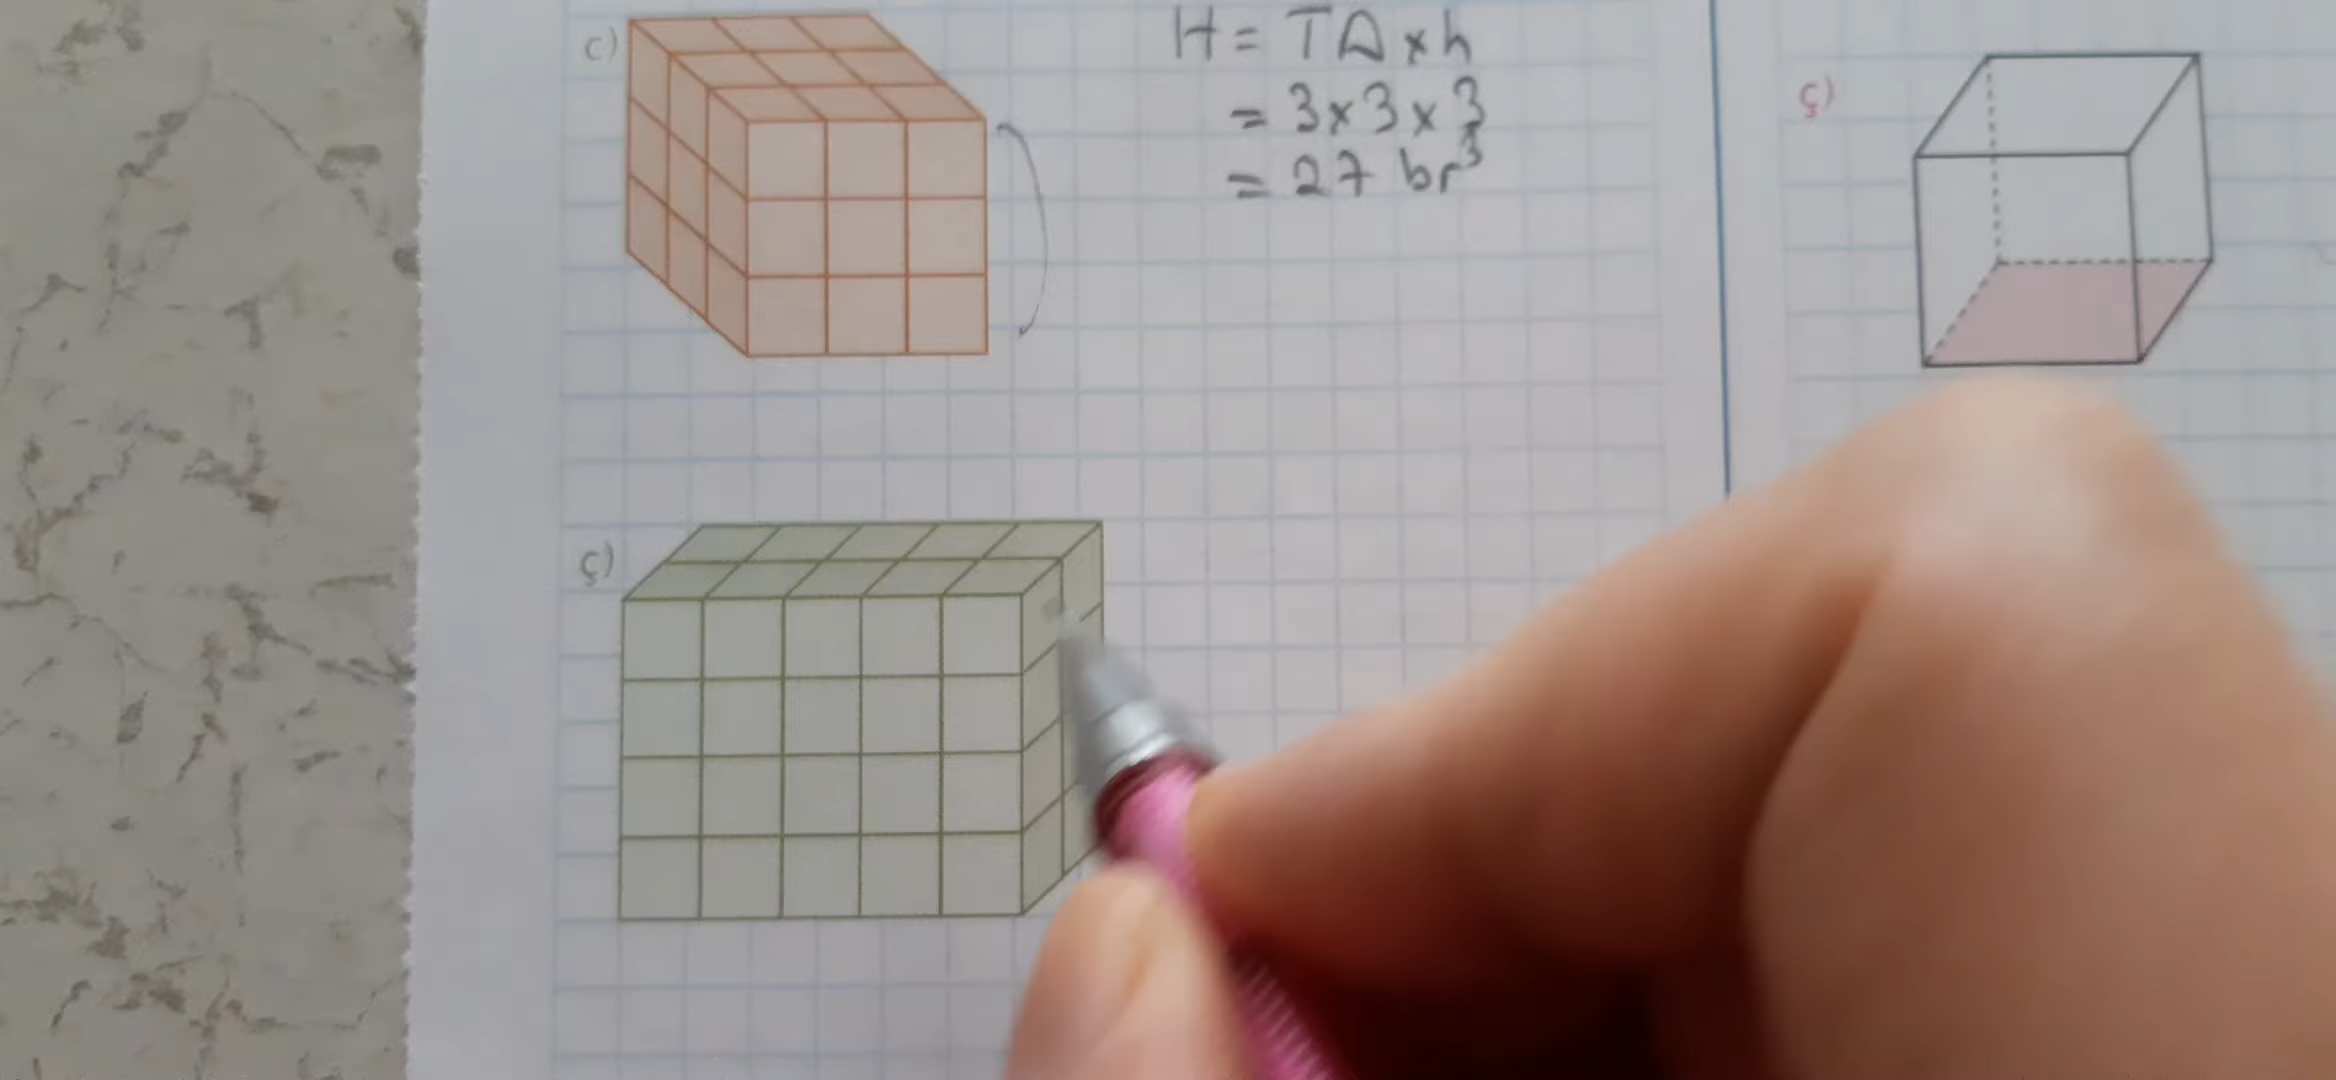 c)
H = TA x h
= 3 x 3 x 3
= 27 br³
ç)
ç)